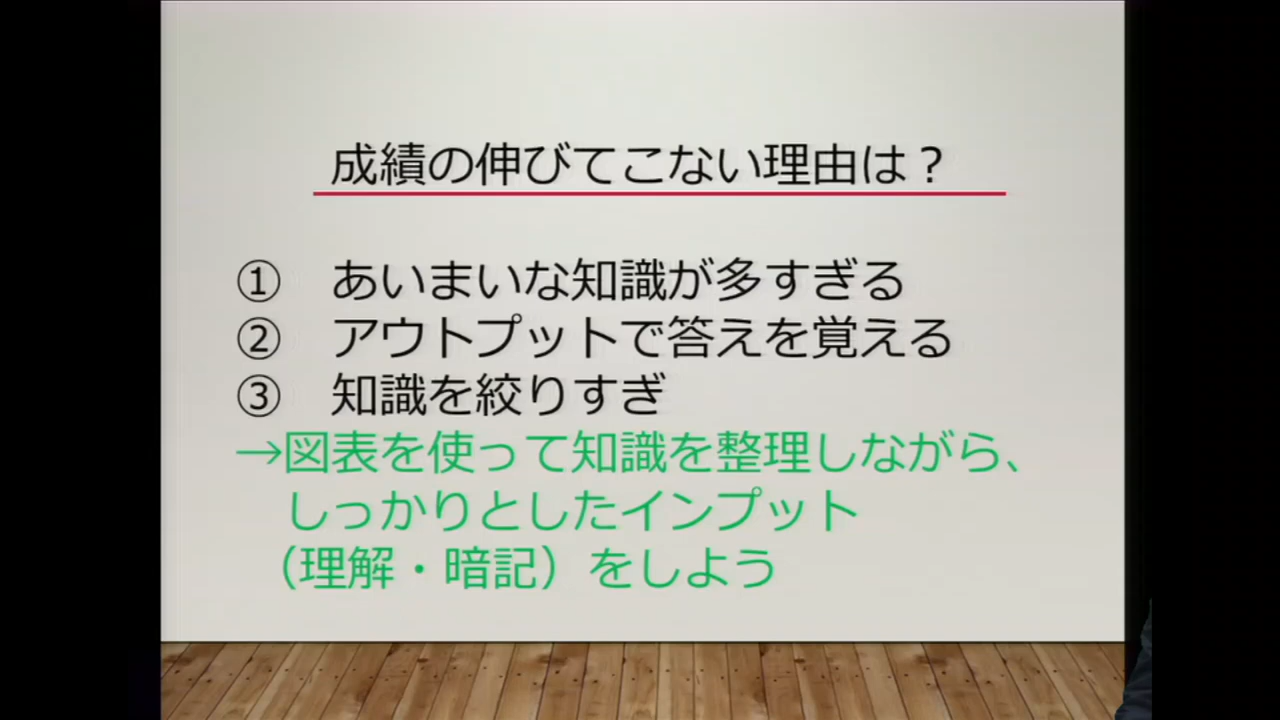 成績の伸びてこない理由は？
①　あいまいな知識が多すぎる
②　アウトプットで答えを覚える
③　知識を絞りすぎ
→図表を使って知識を整理しながら、
しっかりとしたインプット
（理解・暗記）をしよう